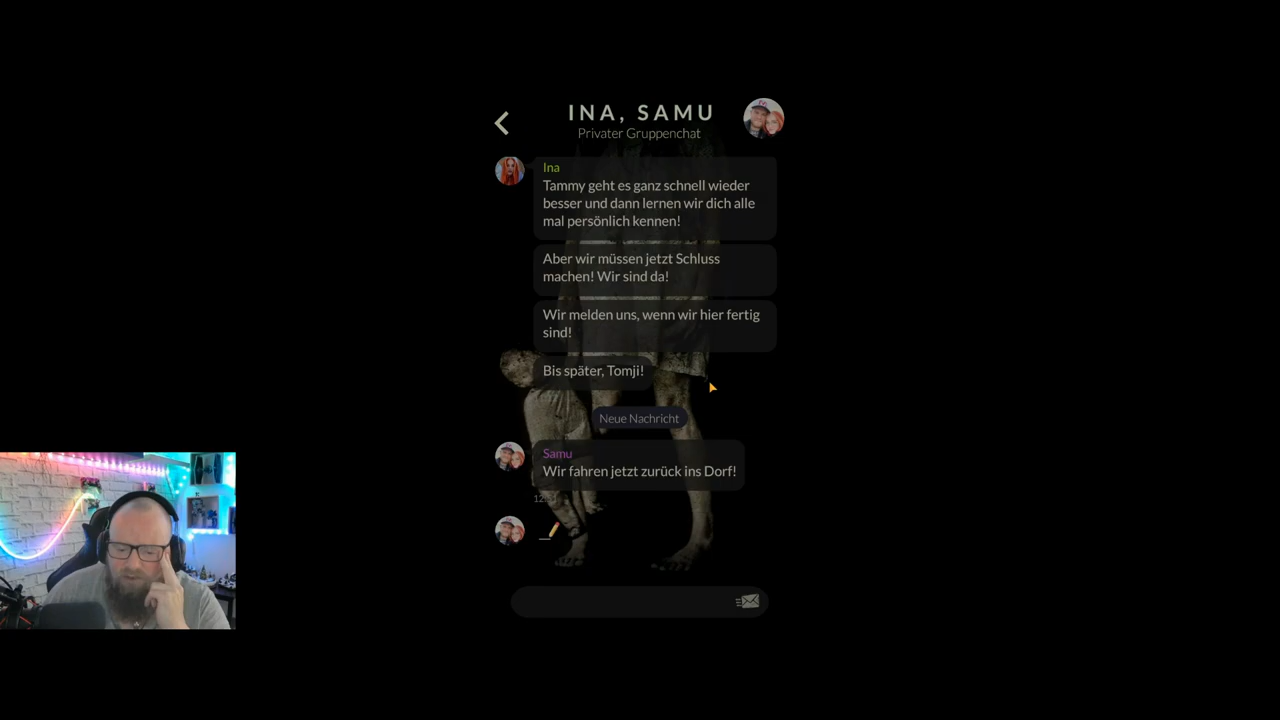 INA, SAMU
Privater Gruppenchat
Ina
Tammy geht es ganz schnell wieder
besser und dann lernen wir dich alle
mal persönlich kennen!
Aber wir müssen jetzt Schluss
machen! Wir sind da!
Wir melden uns, wenn wir hier fertig
sind!
Bis später, Tomji!
Neue Nachricht
Samu
Wir fahren jetzt zurück ins Dorf!